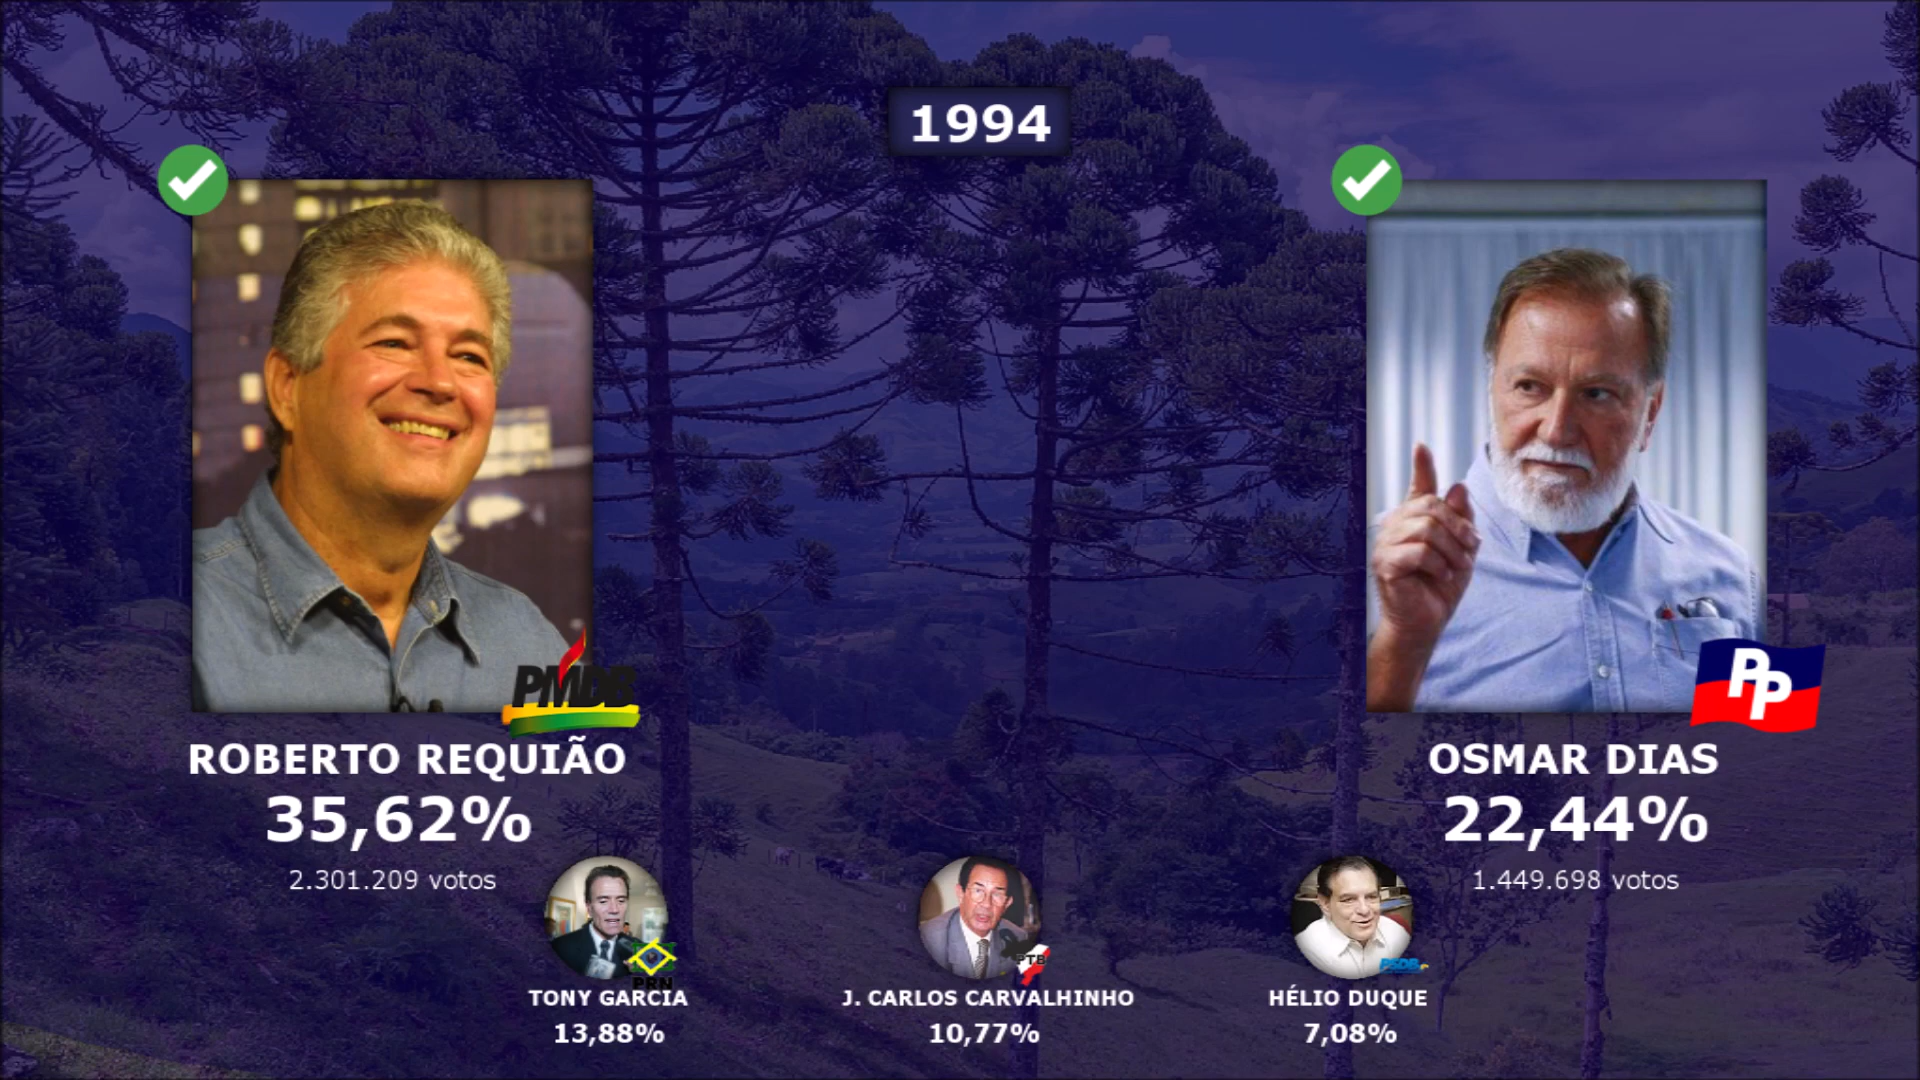 1994
PMDB
PP
ROBERTO REQUIÃO
35,62%
2.301.209 votos
OSMAR DIAS
22,44%
1.449.698 votos
PRN
TONY GARCIA
13,88%
PTB
J. CARLOS CARVALHINHO
10,77%
PSDB
HÉLIO DUQUE
7,08%